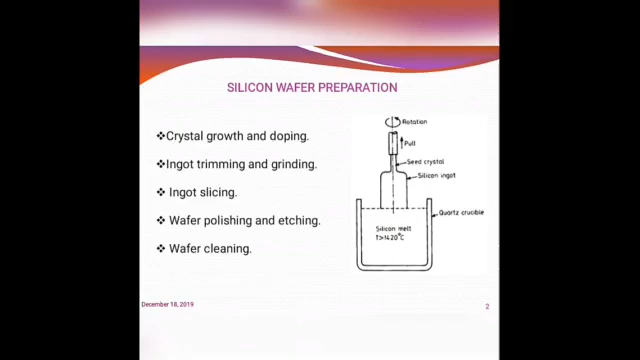 SILICON WAFER PREPARATION
❖Crystal growth and doping.
❖Ingot trimming and grinding.
❖ Ingot slicing.
❖ Wafer polishing and etching.
❖ Wafer cleaning.
Rotation
Pull
Seed crystal
Silicon ingot
Quartz crucible
Silicon melt
T>1420°C
December 18, 2019
2